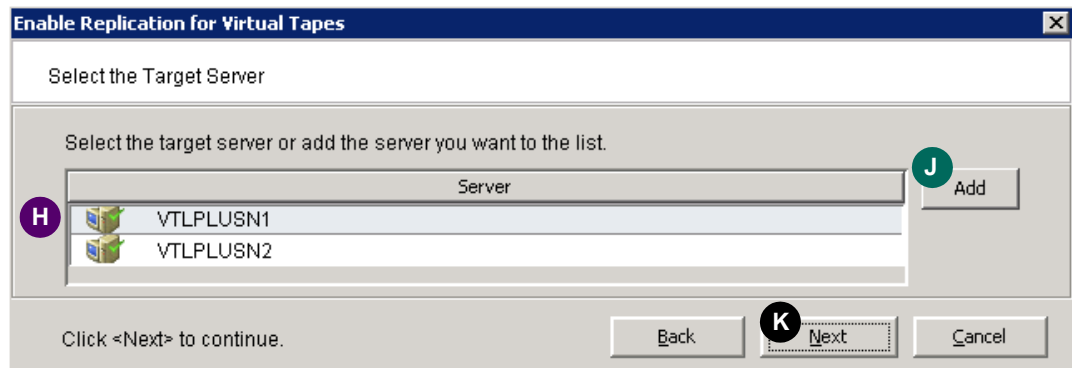 Enable Replication for Virtual Tapes
Select the Target Server
Select the target server or add the server you want to the list.
J
Server
Add
H
VTLPLUSN1
VTLPLUSN2
K
Click <Next> to continue.
Back
Next
Cancel